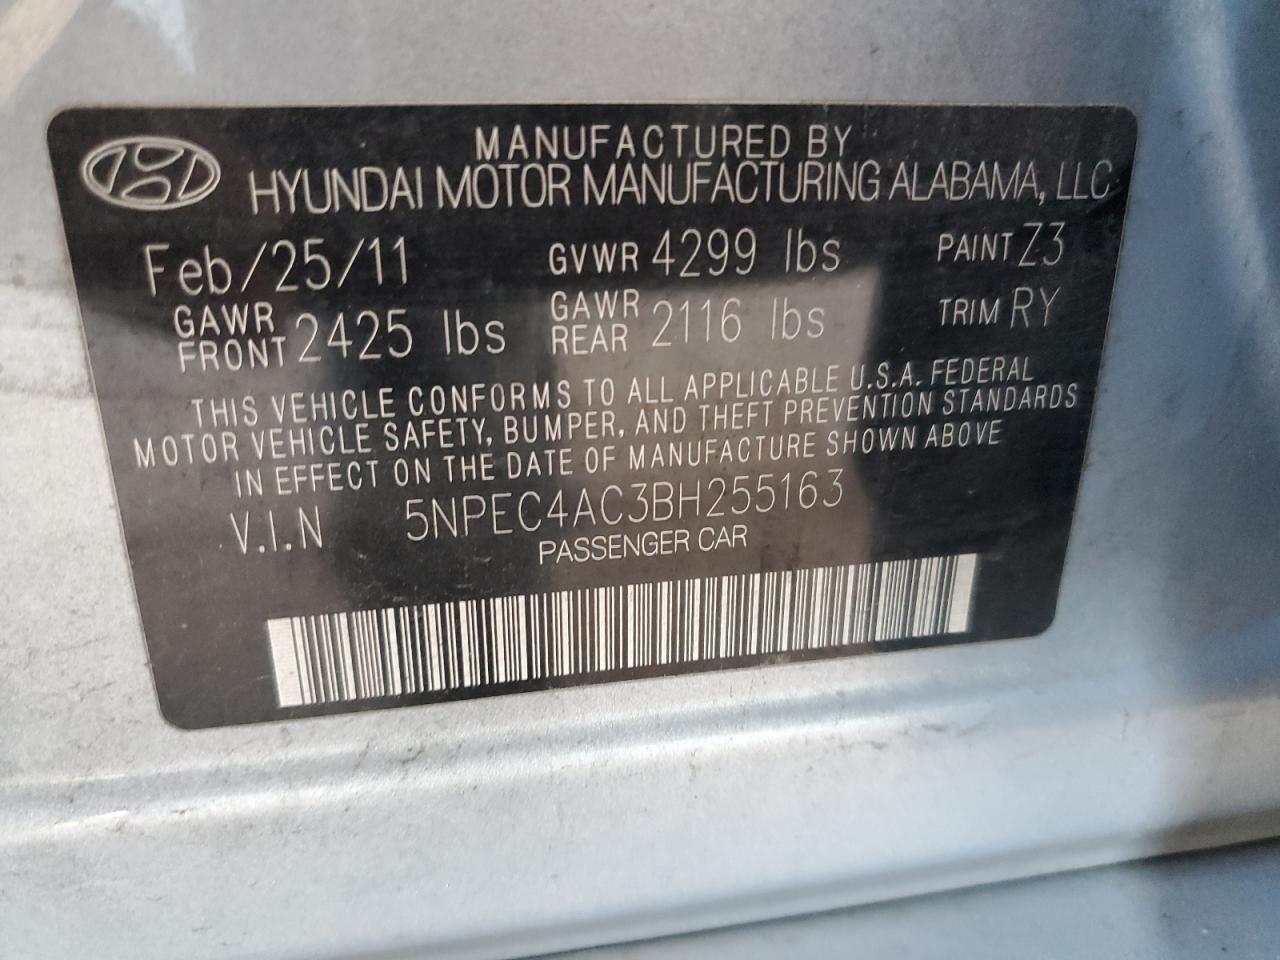 MANUFACTURED BY
HYUNDAI MOTOR MANUFACTURING ALABAMA, LLC
Feb/25/11 GVWR 4299 lbs PAINT Z3
GAWR FRONT 2425 lbs GAWR REAR 2116 lbs TRIM RY
THIS VEHICLE CONFORMS TO ALL APPLICABLE U.S.A. FEDERAL
MOTOR VEHICLE SAFETY, BUMPER, AND THEFT PREVENTION STANDARDS
IN EFFECT ON THE DATE OF MANUFACTURE SHOWN ABOVE
V.I.N 5NPEC4AC3BH255163
PASSENGER CAR